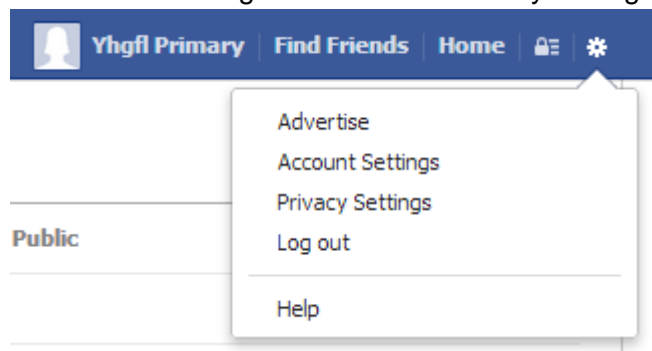 Yhgfl Primary Find Friends Home
Advertise
Account Settings
Privacy Settings
Public
Log out
Help